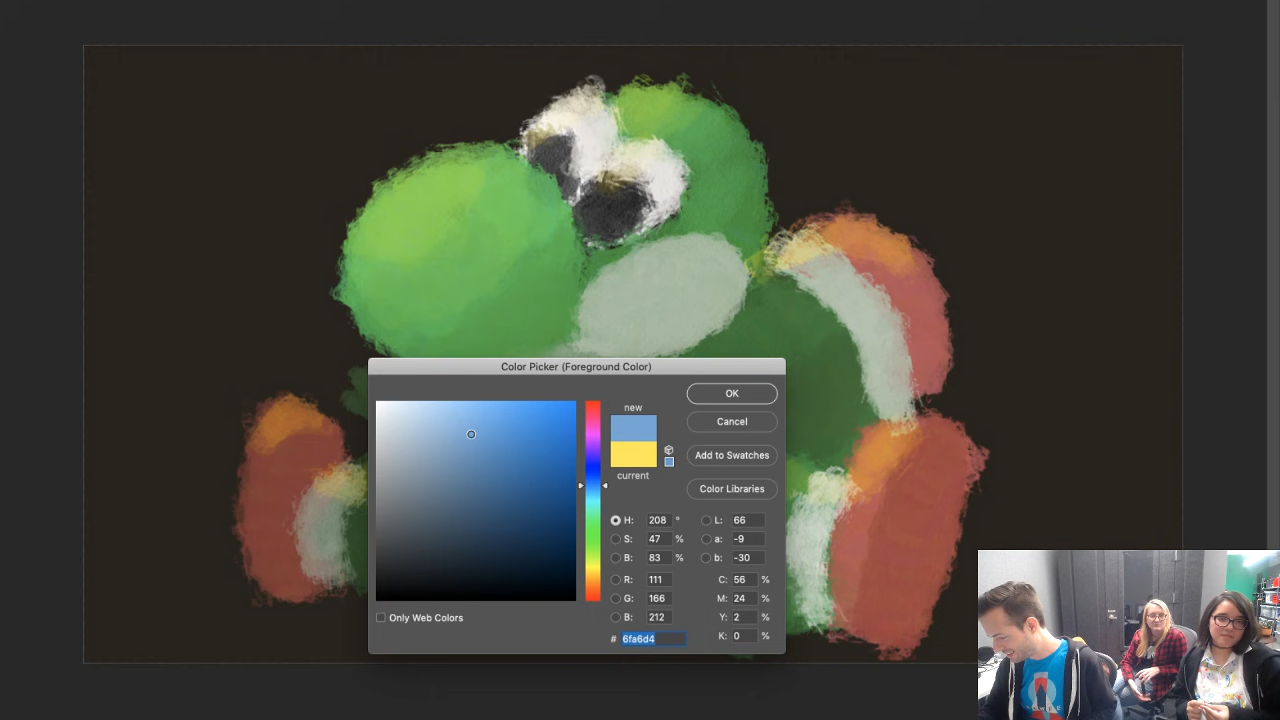 Color Picker (Foreground Color)
new
current
OK
Cancel
Add to Swatches
Color Libraries
H: 208 °
S: 47 %
B: 83 %
R: 111
G: 166
B: 212
# 6fa6d4
L: 66
a: -9
b: -30
C: 56 %
M: 24 %
Y: 2 %
K: 0 %
Only Web Colors